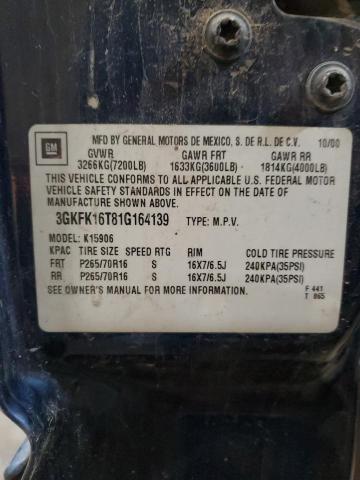 GM
MFD BY GENERAL MOTORS DE MEXICO, S. DE R.L. DE C.V. 10/00
GVWR GAWR FRT GAWR RR
3266KG(7200LB) 1633KG(3600LB) 1814KG(4000LB)
THIS VEHICLE CONFORMS TO ALL APPLICABLE U.S. FEDERAL MOTOR
VEHICLE SAFETY STANDARDS IN EFFECT ON THE DATE OF
MANUFACTURE SHOWN ABOVE.
3GKFK16T81G164139 TYPE: M.P.V.
MODEL: K15906
KPAC TIRE SIZE SPEED RTG RIM COLD TIRE PRESSURE
FRT P265/70R16 S 16X7/6.5J 240KPA(35PSI)
RR P265/70R16 S 16X7/6.5J 240KPA(35PSI)
SEE OWNER'S MANUAL FOR MORE INFORMATION. F 441
T 865